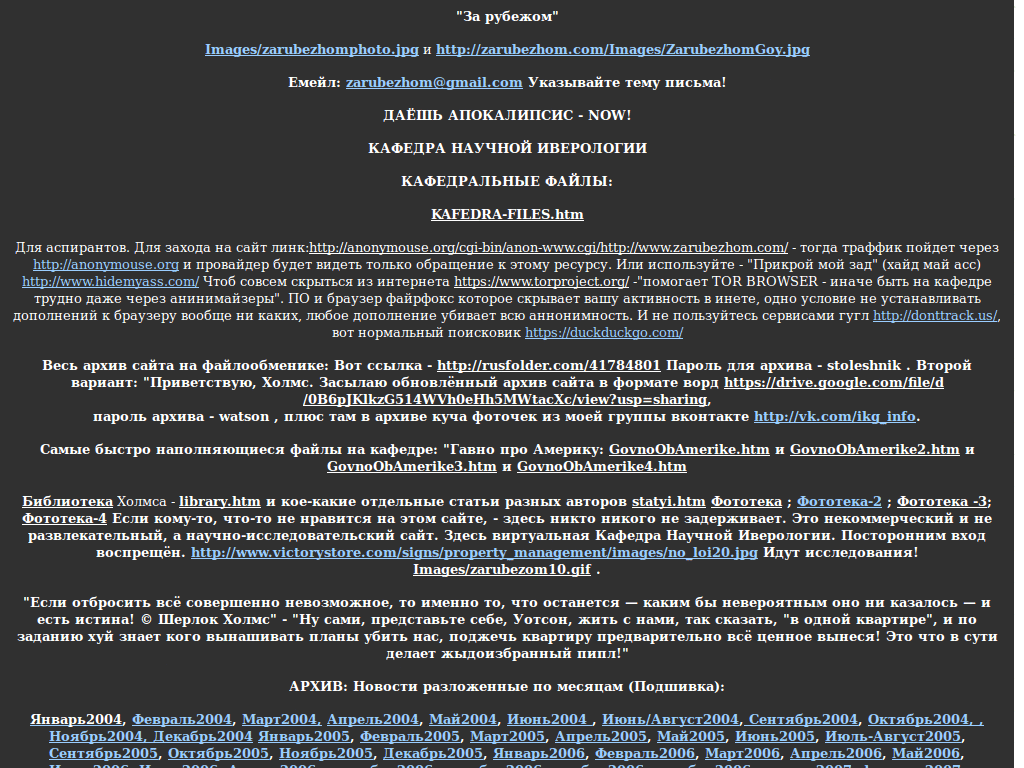 "За рубежом"
Images/zarubezhomphoto.jpg и http://zarubezhom.com/Images/ZarubezhomGoy.jpg
Емейл: zarubezhom@gmail.com Указывайте тему письма!
ДАЁШЬ АПОКАЛИПСИС - NOW!
КАФЕДРА НАУЧНОЙ ИВЕРОЛОГИИ
КАФЕДРАЛЬНЫЕ ФАЙЛЫ:
KAFEDRA-FILES.htm
Для аспирантов. Для захода на сайт линк:http://anonymouse.org/cgi-bin/anon-www.cgi/http://www.zarubezhom.com/ - тогда траффик пойдет через
http://anonymouse.org и провайдер будет видеть только обращение к этому ресурсу. Или используйте - "Прикрой мой зад" (хайд май асс)
http://www.hidemyass.com/ Чтоб совсем скрыться из интернета https://www.torproject.org/ -"помогает TOR BROWSER - иначе быть на кафедре
трудно даже через анинимайзеры". ПО и браузер файрфокс которое скрывает вашу активность в инете, одно условие не устанавливать
дополнений к браузеру вообще ни каких, любое дополнение убивает всю аннонимность. И не пользуйтесь сервисами гугл http://donttrack.us/,
вот нормальный поисковик https://duckduckgo.com/
Весь архив сайта на файлообменике: Вот ссылка - http://rusfolder.com/41784801 Пароль для архива - stoleshnik . Второй
вариант: "Приветствую, Холмс. Засылаю обновлённый архив сайта в формате ворд https://drive.google.com/file/d
/0B6pJKlkzG514WVh0eHh5MWtacXc/view?usp=sharing,
пароль архива - watson , плюс там в архиве куча фоточек из моей группы вконтакте http://vk.com/ikg_info.
Самые быстро наполняющиеся файлы на кафедре: "Гавно про Америку: GovnoObAmerike.htm и GovnoObAmerike2.htm и
GovnoObAmerike3.htm и GovnoObAmerike4.htm
Библиотека Холмса - library.htm и кое-какие отдельные статьи разных авторов statyi.htm Фототека ; Фототека-2 ; Фототека -3;
Фототека-4 Если кому-то, что-то не нравится на этом сайте, - здесь никто никого не задерживает. Это некоммерческий и не
развлекательный, а научно-исследовательский сайт. Здесь виртуальная Кафедра Научной Иверологии. Посторонним вход
воспрещён. http://www.victorystore.com/signs/property_management/images/no_loi20.jpg Идут исследования!
Images/zarubezom10.gif .
"Если отбросить всё совершенно невозможное, то именно то, что останется — каким бы невероятным оно ни казалось — и
есть истина! © Шерлок Холмс" - "Ну сами, представьте себе, Уотсон, жить с нами, так сказать, "в одной квартире", и по
заданию хуй знает кого вынашивать планы убить нас, поджечь квартиру предварительно всё ценное вынеся! Это что в сути
делает жыдоизбранный пипл!"
АРХИВ: Новости разложенные по месяцам (Подшивка):
Январь2004, Февраль2004, Март2004, Апрель2004, Май2004, Июнь2004 , Июнь/Август2004, Сентябрь2004, Октябрь2004, ,
Ноябрь2004, Декабрь2004 Январь2005, Февраль2005, Март2005, Апрель2005, Май2005, Июнь2005, Июль-Август2005,
Сентябрь2005, Октябрь2005, Ноябрь2005, Декабрь2005, Январь2006, Февраль2006, Март2006, Апрель2006, Май2006,